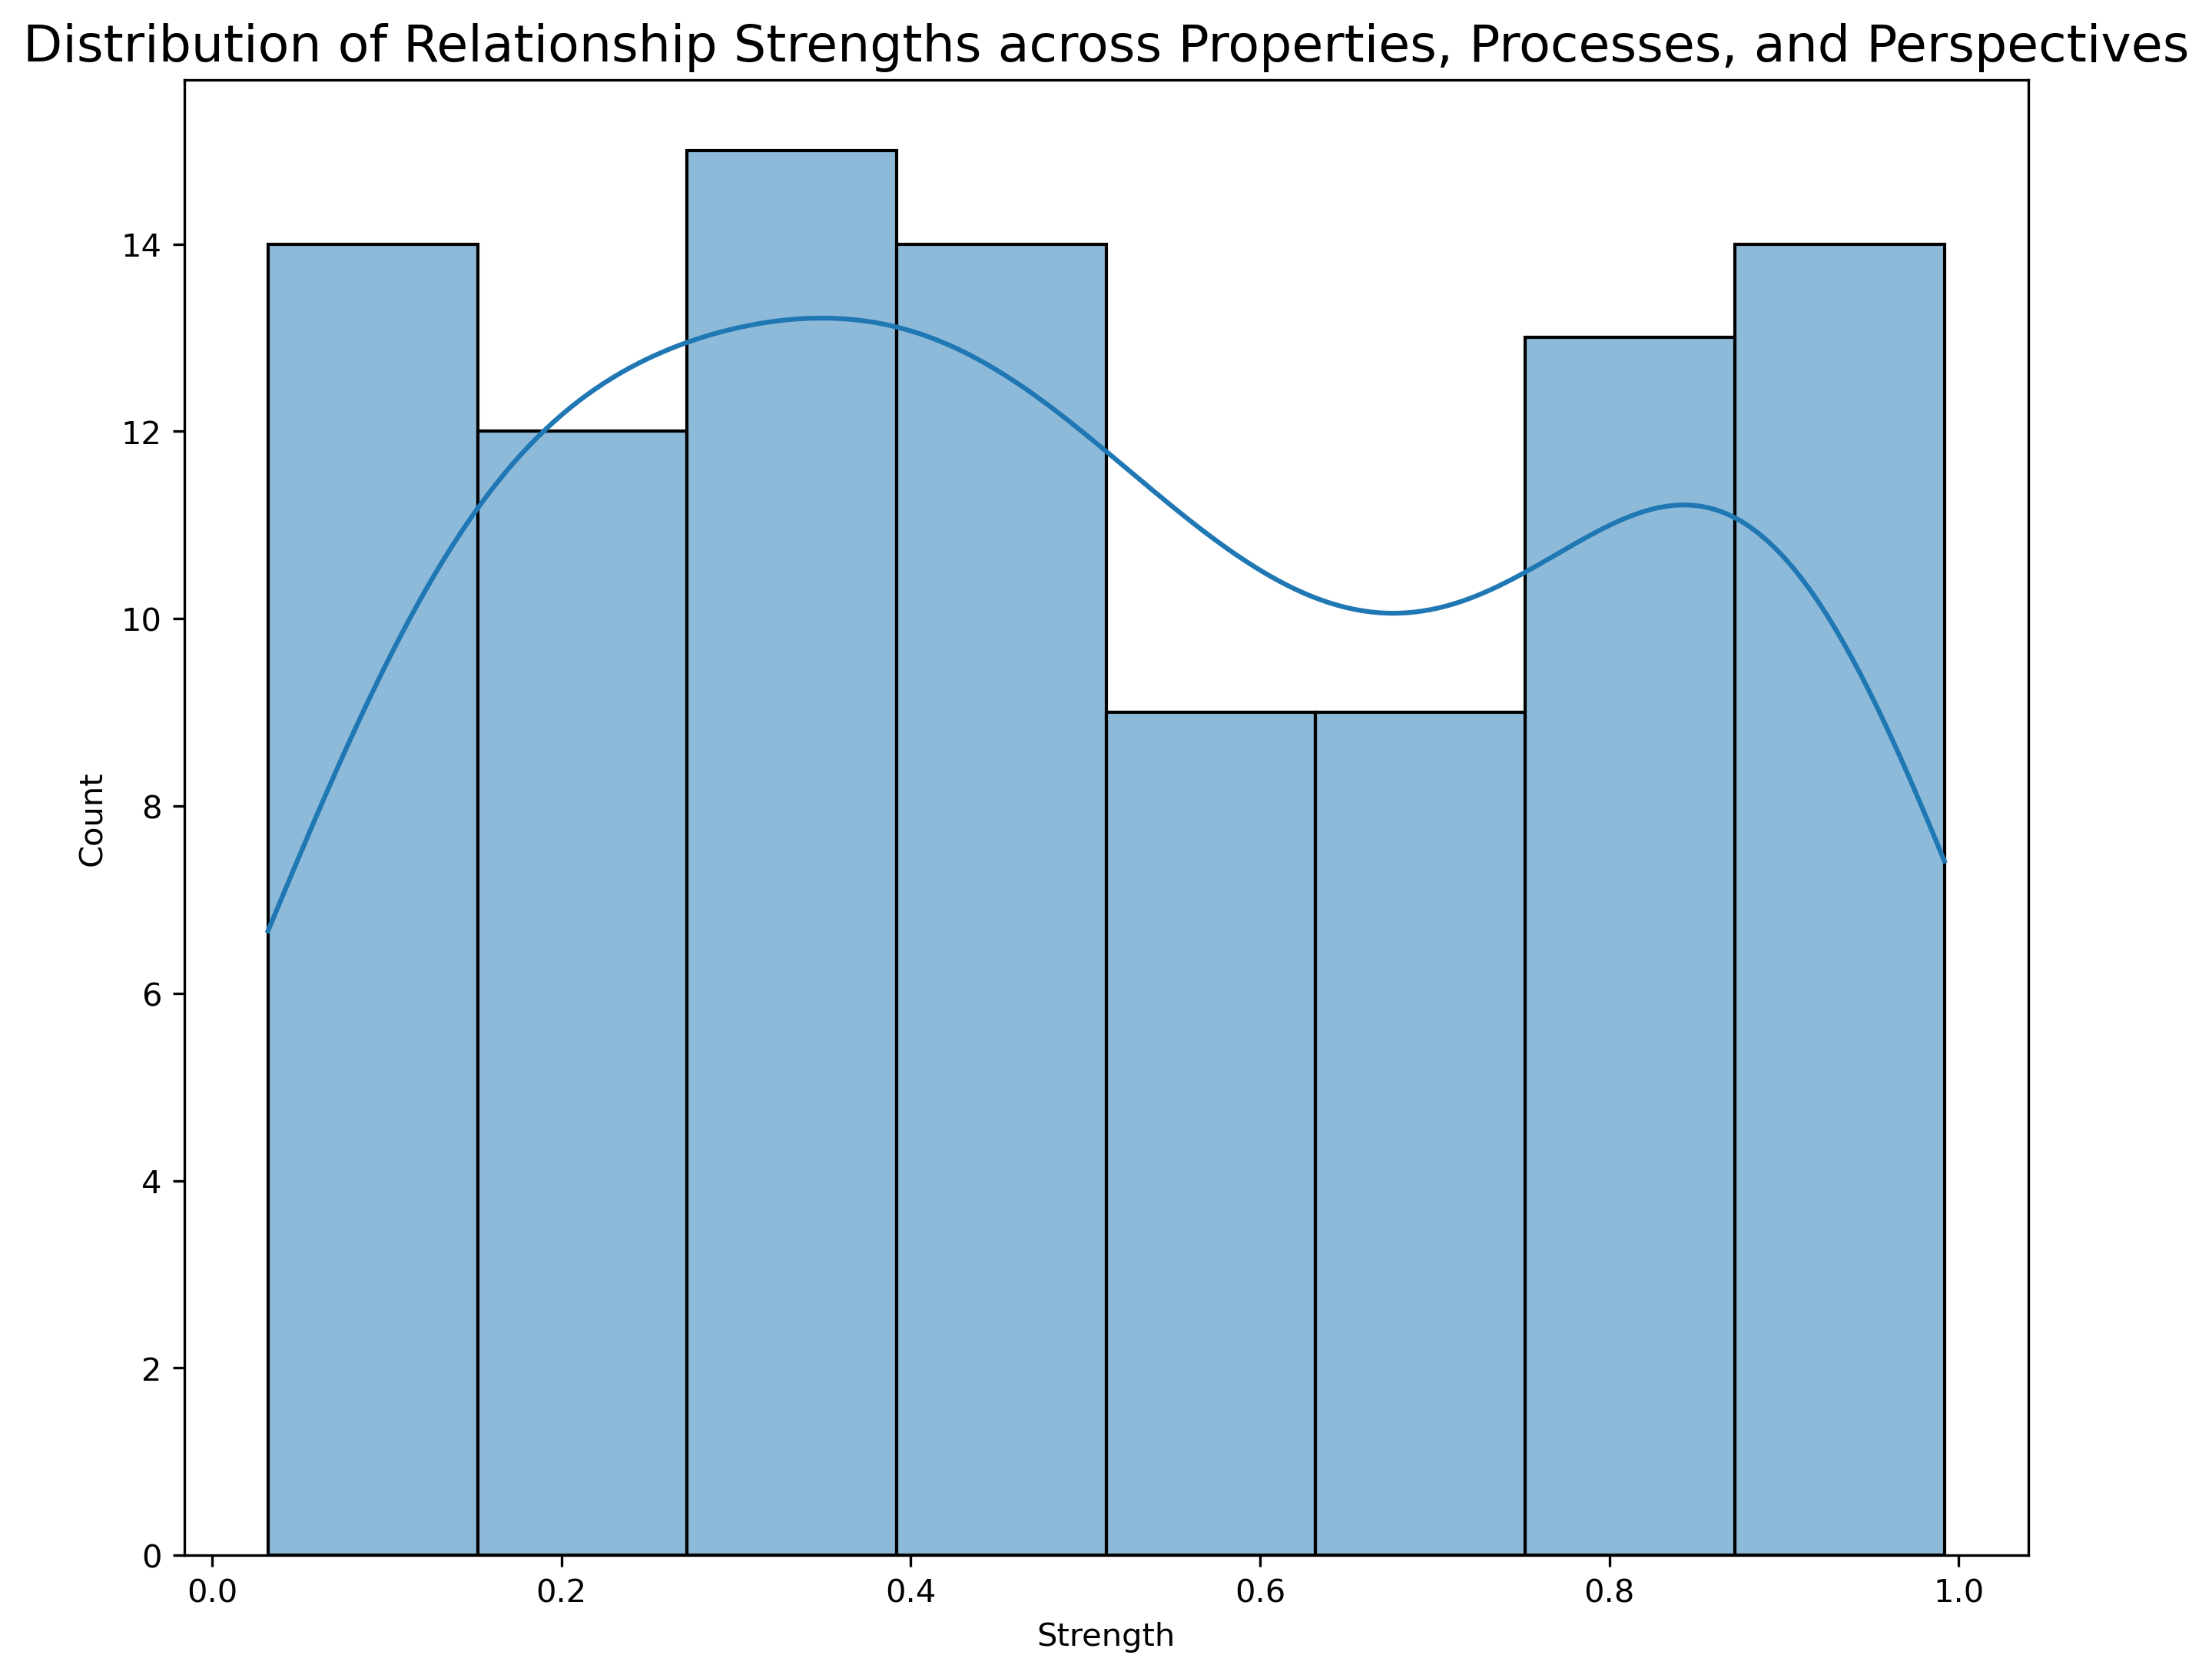 Distribution of Relationship Strengths across Properties, Processes, and Perspectives
14
12
10
8
6
4
2
0
Count
0.0 0.2 0.4 0.6 0.8 1.0
Strength